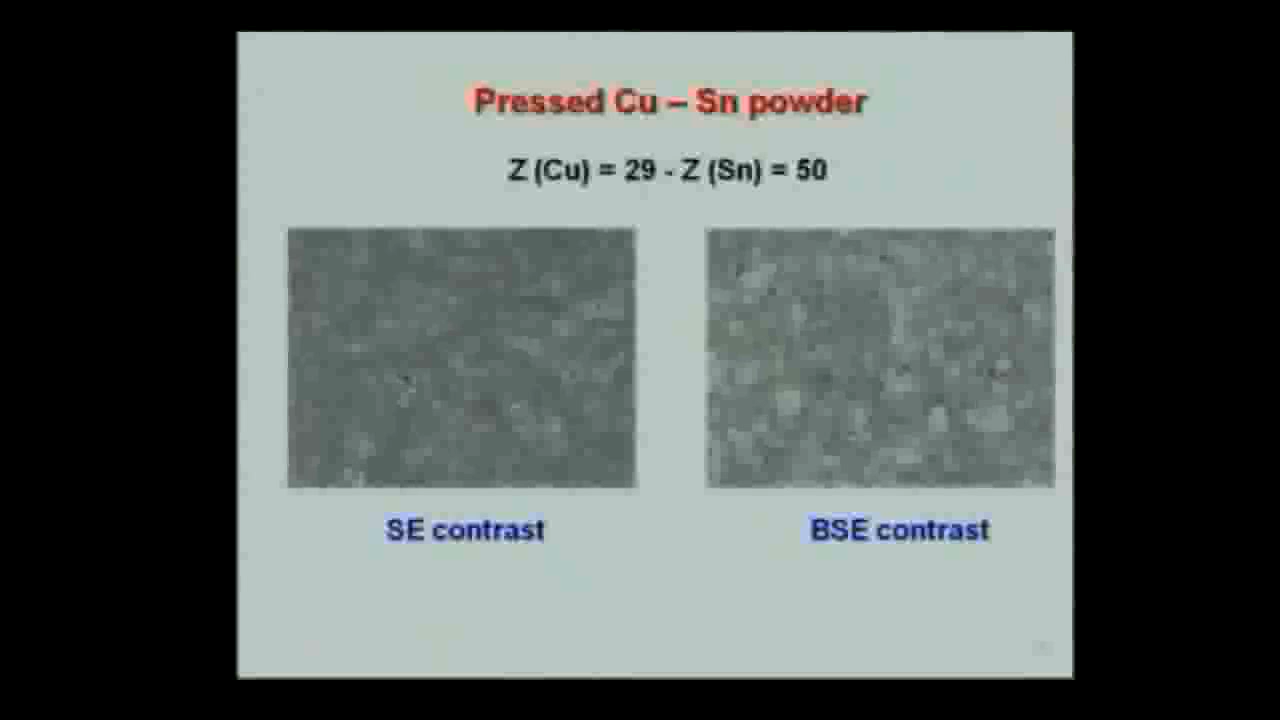 Pressed Cu – Sn powder
Z (Cu) = 29 - Z (Sn) = 50
SE contrast
BSE contrast